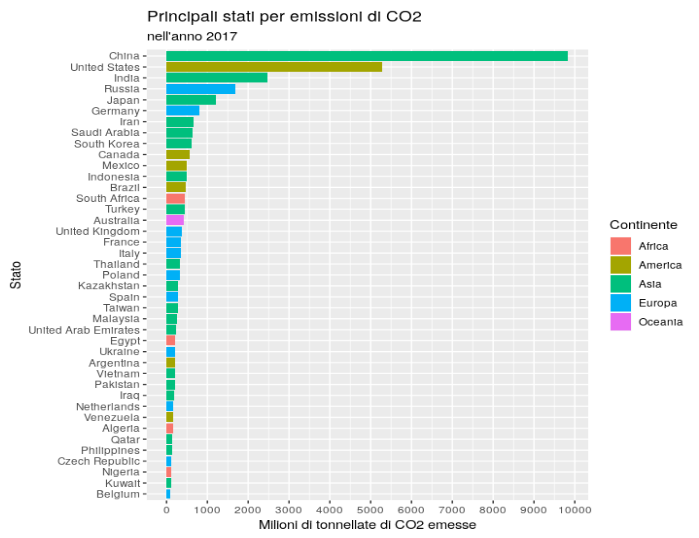 Principali stati per emissioni di CO2
nell'anno 2017
China
United States
India
Russia
Japan
Germany
Iran
Saudi Arabia
South Korea
Canada
Mexico
Indonesia
Brazil
South Africa
Turkey
Australia
United Kingdom
France
Italy
Thailand
Poland
Kazakhstan
Spain
Taiwan
Malaysia
United Arab Emirates
Egypt
Ukraine
Argentina
Vietnam
Pakistan
Iraq
Netherlands
Venezuela
Algeria
Qatar
Philippines
Czech Republic
Nigeria
Kuwait
Belgium
Stato
0 1000 2000 3000 4000 5000 6000 7000 8000 9000 10000
Milioni di tonnellate di CO2 emesse
Continente
Africa
America
Asia
Europa
Oceania